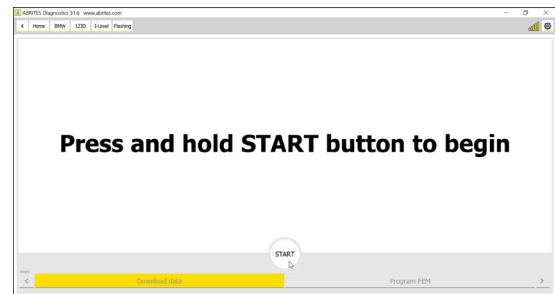 ABRITES Diagnostics 31.6 www.abrites.com
Home BMW 123D I-Level Flashing
Press and hold START button to begin
START
Download data Program FEM